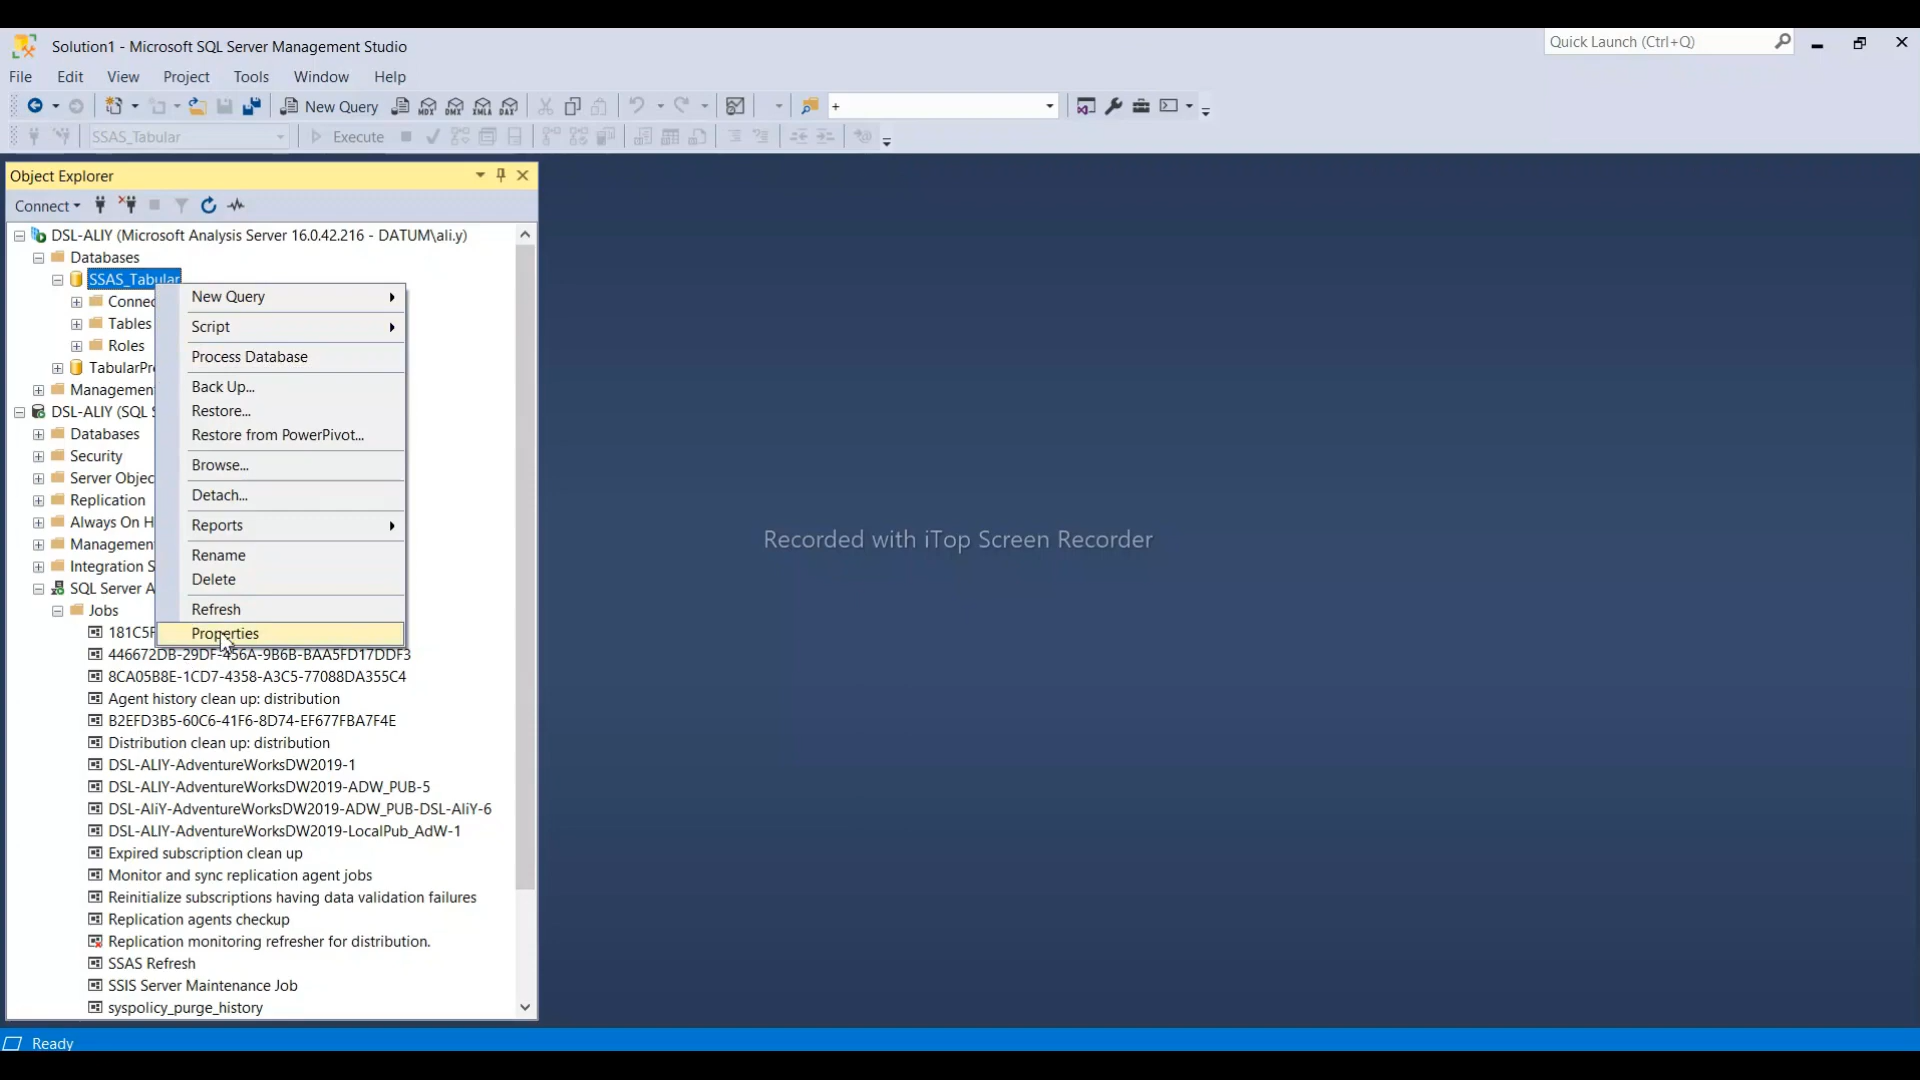 Solution1 - Microsoft SQL Server Management Studio
Quick Launch (Ctrl+Q)
File Edit View Project Tools Window Help
New Query MDX DMX XMLA DAX +
SSAS_Tabular Execute
Object Explorer
Connect
DSL-ALIY (Microsoft Analysis Server 16.0.42.216 - DATUM\ali.y)
Databases
SSAS_Tabular
Connec
Tables
Roles
TabularPr
Managemen
DSL-ALIY (SQL S
Databases
Security
Server Objec
Replication
Always On H
Managemen
Integration S
SQL Server A
Jobs
181C5F
446672DB-29DF-456A-9B6B-BAA5FD17DDF3
8CA05B8E-1CD7-4358-A3C5-77088DA355C4
Agent history clean up: distribution
B2EFD3B5-60C6-41F6-8D74-EF677FBA7F4E
Distribution clean up: distribution
DSL-ALIY-AdventureWorksDW2019-1
DSL-ALIY-AdventureWorksDW2019-ADW_PUB-5
DSL-AliY-AdventureWorksDW2019-ADW_PUB-DSL-AliY-6
DSL-ALIY-AdventureWorksDW2019-LocalPub_AdW-1
Expired subscription clean up
Monitor and sync replication agent jobs
Reinitialize subscriptions having data validation failures
Replication agents checkup
Replication monitoring refresher for distribution.
SSAS Refresh
SSIS Server Maintenance Job
syspolicy_purge_history
New Query
Script
Process Database
Back Up...
Restore...
Restore from PowerPivot...
Browse...
Detach...
Reports
Rename
Delete
Refresh
Properties
Recorded with iTop Screen Recorder
Ready